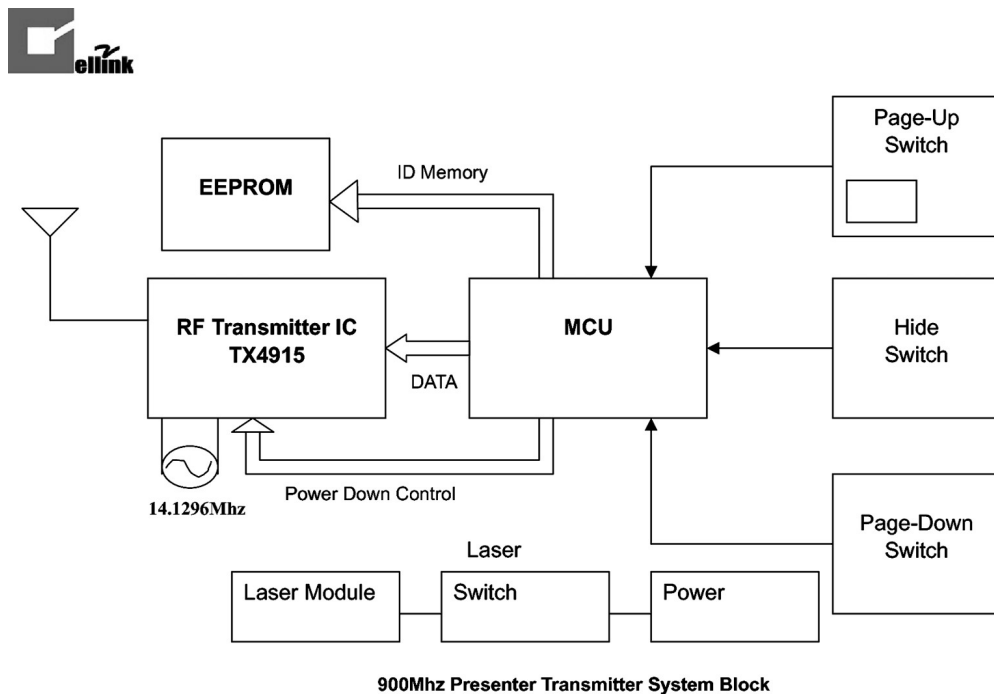 ellink
Page-Up
Switch
EEPROM
ID Memory
RF Transmitter IC
TX4915
MCU
Hide
Switch
DATA
14.1296Mhz
Power Down Control
Page-Down
Switch
Laser
Laser Module
Switch
Power
900Mhz Presenter Transmitter System Block